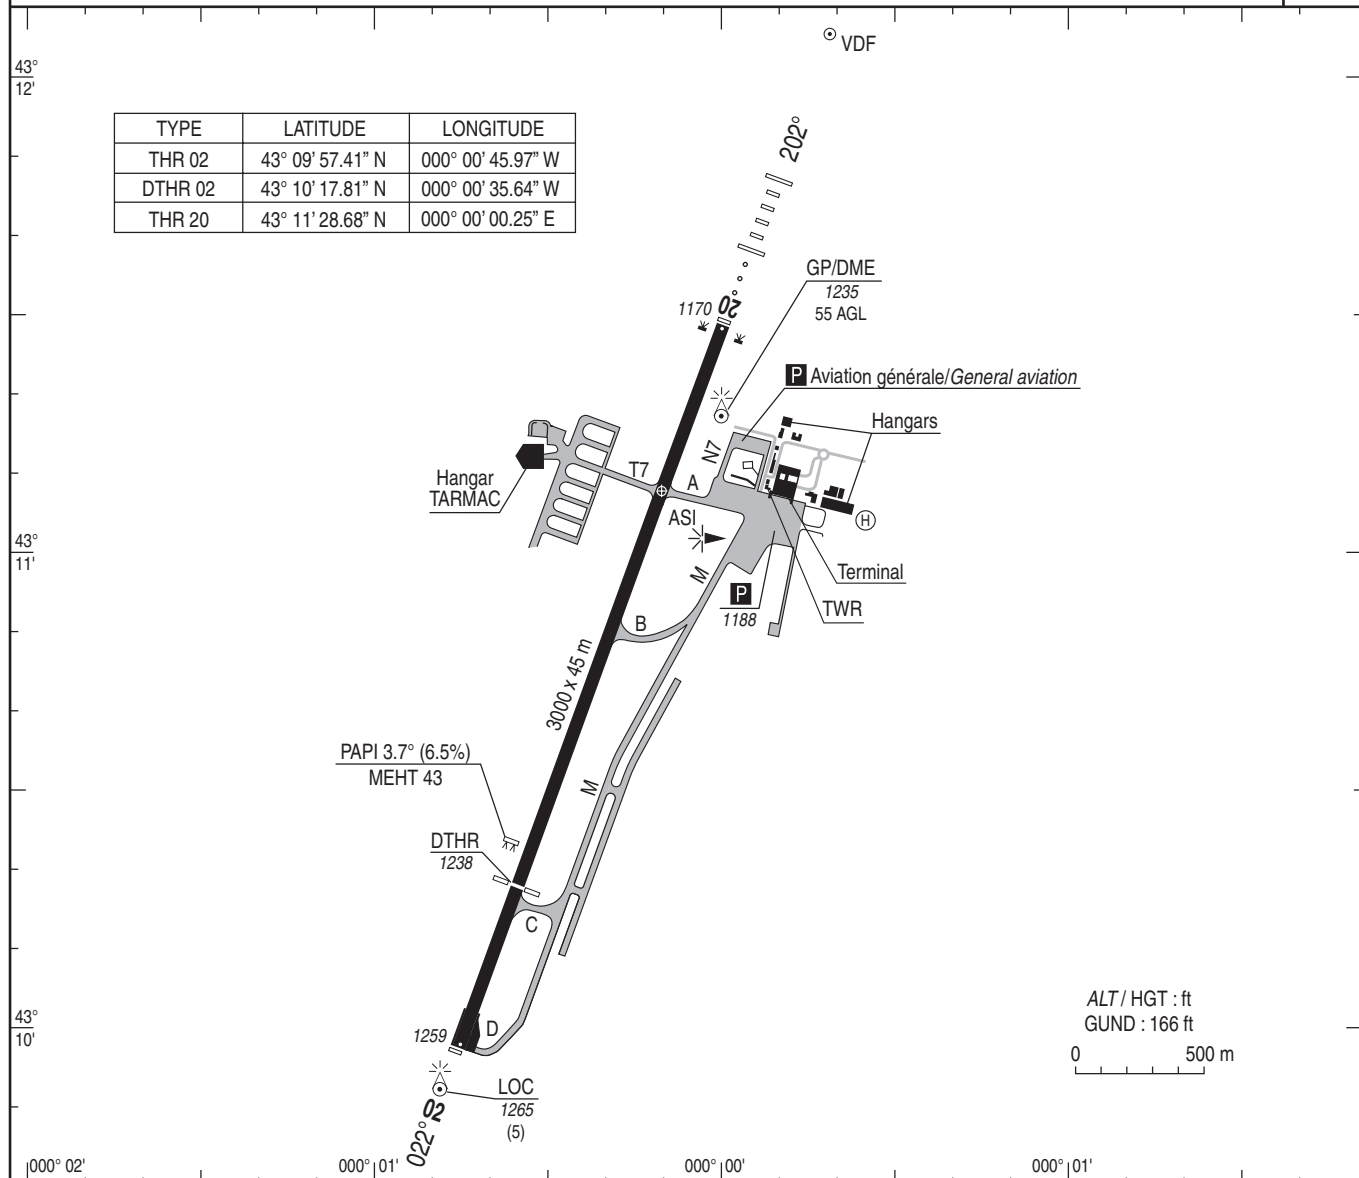 VDF
43°
12'
TYPE LATITUDE LONGITUDE
THR 02 43° 09' 57.41" N 000° 00' 45.97" W
DTHR 02 43° 10' 17.81" N 000° 00' 35.64" W
THR 20 43° 11' 28.68" N 000° 00' 00.25" E
202°
GP/DME
1235
55 AGL
1170
20
P Aviation générale/General aviation
Hangars
N7
T7
A
Hangar
TARMAC
ASI
H
43°
11'
M
Terminal
P
1188
TWR
B
3000 x 45 m
PAPI 3.7° (6.5%)
MEHT 43
M
DTHR
1238
C
ALT / HGT : ft
GUND : 166 ft
0 500 m
43°
10'
1259
D
LOC
1265
(5)
02
022°
000° 02' 000° 01' 000° 00' 000° 01'